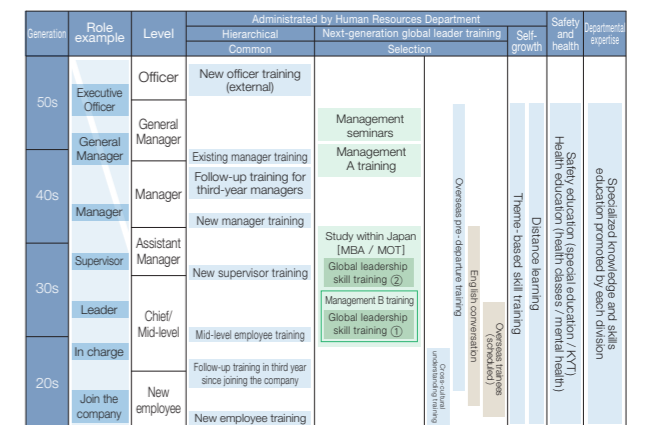 Generation
Role
example
Level
Administrated by Human Resources Department
Hierarchical
Common
Next-generation global leader training
Selection
Self-
growth
Safety
and
health
Departmental
expertise
50s
40s
30s
20s
Executive
Officer
General
Manager
Manager
Supervisor
Leader
In charge
Join the
company
Officer
General
Manager
Manager
Assistant
Manager
Chief/
Mid-level
New
employee
New officer training
(external)
Existing manager training
Follow-up training for
third-year managers
New manager training
New supervisor training
Mid-level employee training
Follow-up training in third year
since joining the company
New employee training
Management
seminars
Management
A training
Study within Japan
[MBA / MOT]
Global leadership
skill training ②
Management B training
Global leadership
skill training ①
Cross-cultural
understanding training
Overseas pre-departure training
English conversation
Overseas trainees
(scheduled)
Theme-based skill training
Distance learning
Safety education (special education / KYT)
Health education (health classes / mental health)
Specialized knowledge and skills
education promoted by each division